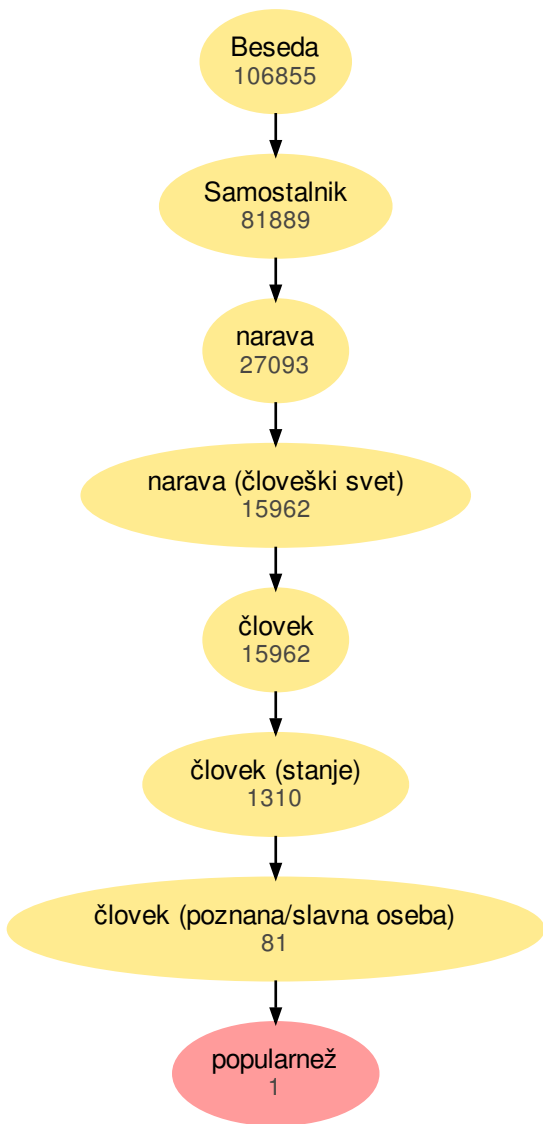 Beseda
106855
Samostalnik
81889
narava
27093
narava (človeški svet)
15962
človek
15962
človek (stanje)
1310
človek (poznana/slavna oseba)
81
popularnež
1